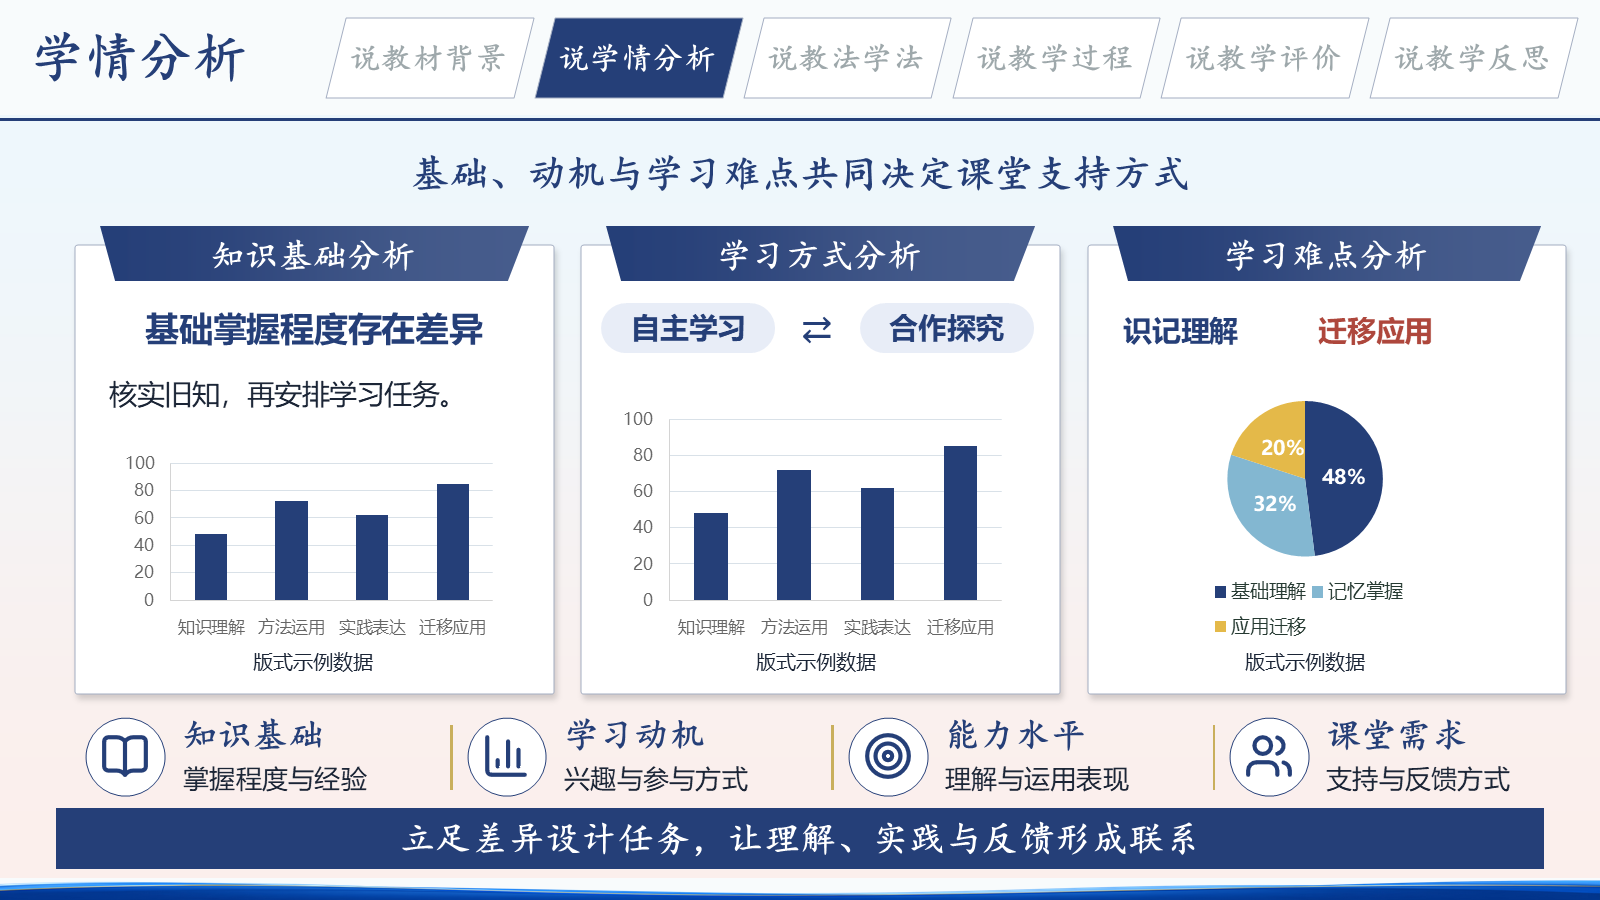 学情分析
说教材背景
说学情分析
说教法学法
说教学过程
说教学评价
说教学反思
基础、动机与学习难点共同决定课堂支持方式
知识基础分析
基础掌握程度存在差异
核实旧知，再安排学习任务。
100
80
60
40
20
0
知识理解 方法运用 实践表达 迁移应用
版式示例数据
学习方式分析
自主学习 ⇄ 合作探究
100
80
60
40
20
0
知识理解 方法运用 实践表达 迁移应用
版式示例数据
学习难点分析
识记理解 迁移应用
20%
48%
32%
基础理解 记忆掌握
应用迁移
版式示例数据
知识基础
掌握程度与经验
学习动机
兴趣与参与方式
能力水平
理解与运用表现
课堂需求
支持与反馈方式
立足差异设计任务，让理解、实践与反馈形成联系